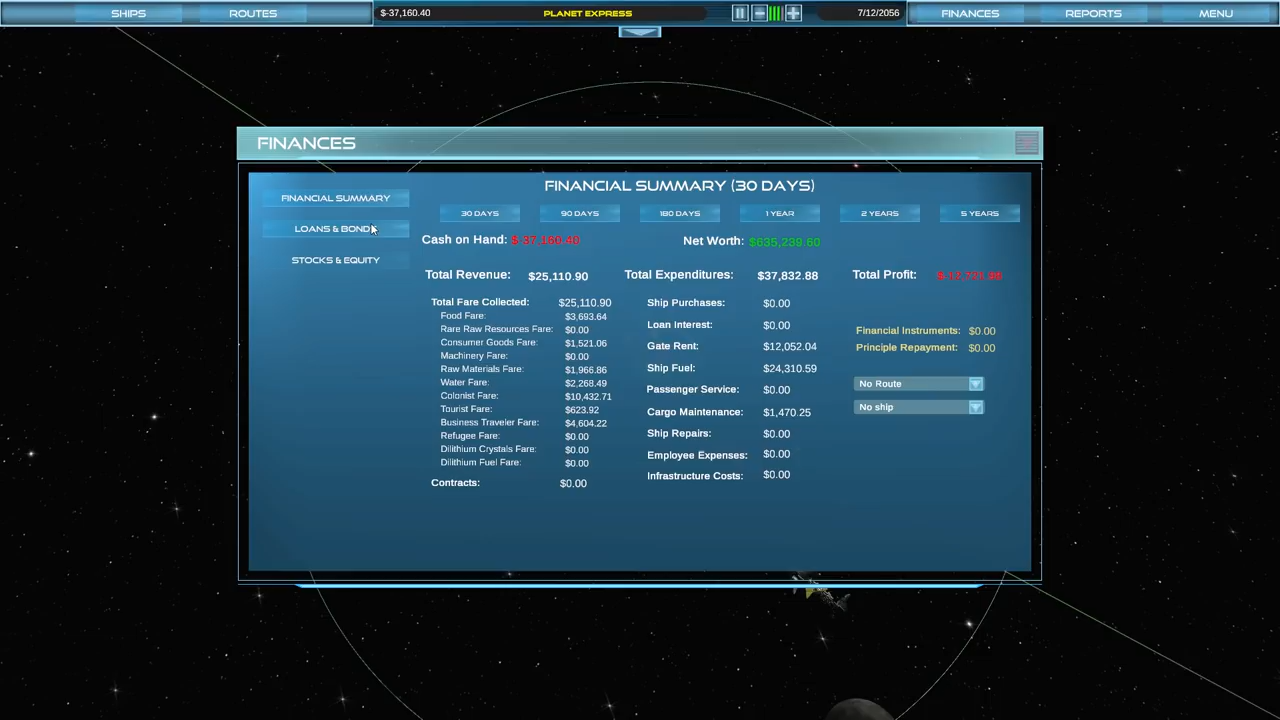 SHIPS ROUTES $-37,160.40 PLANET EXPRESS 7/12/2056 FINANCES REPORTS MENU
FINANCES
FINANCIAL SUMMARY
LOANS & BONDS
STOCKS & EQUITY
FINANCIAL SUMMARY (30 DAYS)
30 DAYS 90 DAYS 180 DAYS 1 YEAR 2 YEARS 5 YEARS
Cash on Hand: $-37,160.40 Net Worth: $635,239.60
Total Revenue: $25,110.90 Total Expenditures: $37,832.88 Total Profit:
Total Fare Collected: $25,110.90
Food Fare: $3,693.64
Rare Raw Resources Fare: $0.00
Consumer Goods Fare: $1,521.06
Machinery Fare: $0.00
Raw Materials Fare: $1,966.86
Water Fare: $2,268.49
Colonist Fare: $10,432.71
Tourist Fare: $623.92
Business Traveler Fare: $4,604.22
Refugee Fare: $0.00
Dilithium Crystals Fare: $0.00
Dilithium Fuel Fare: $0.00
Contracts: $0.00
Ship Purchases: $0.00
Loan Interest: $0.00
Gate Rent: $12,052.04
Ship Fuel: $24,310.59
Passenger Service: $0.00
Cargo Maintenance: $1,470.25
Ship Repairs: $0.00
Employee Expenses: $0.00
Infrastructure Costs: $0.00
Financial Instruments: $0.00
Principle Repayment: $0.00
No Route
No ship